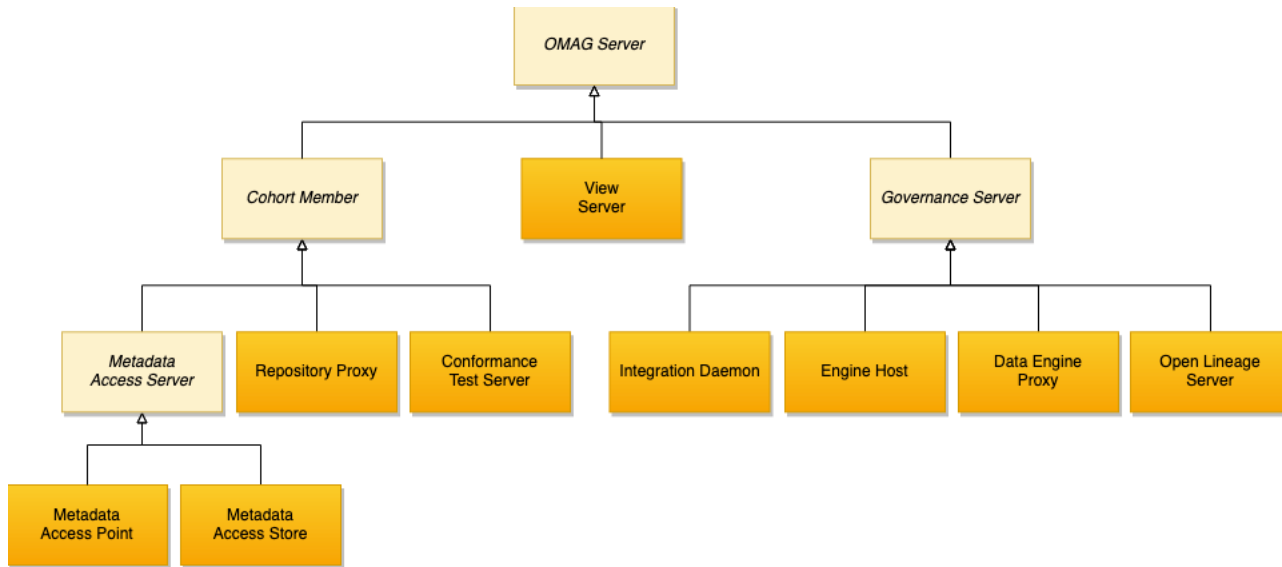 OMAG Server
Cohort Member
View
Server
Governance Server
Metadada
Access Server
Repository Proxy
Conformance
Test Server
Integration Daemon
Engine Host
Data Engine
Proxy
Open Lineage
Server
Metadata
Access Point
Metadata
Access Store